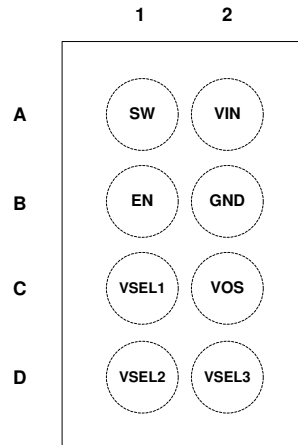 1 2
A SW VIN
B EN GND
C VSEL1 VOS
D VSEL2 VSEL3